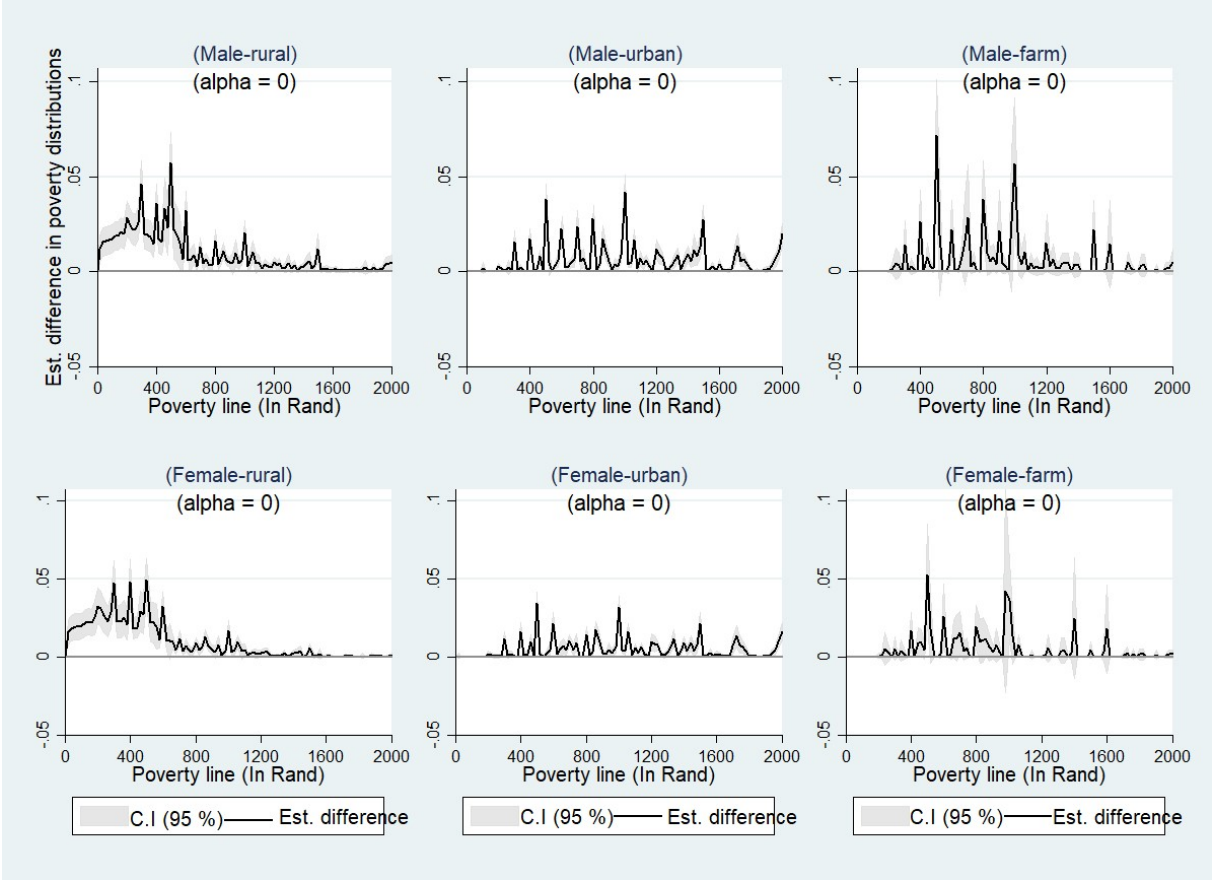 Est. difference in poverty distributions
(Male-rural)
(alpha = 0)
.1
.05
0
-.05
0 400 800 1200 1600 2000
Poverty line (In Rand)
(Male-urban)
(alpha = 0)
.1
.05
0
-.05
0 400 800 1200 1600 2000
Poverty line (In Rand)
(Male-farm)
(alpha = 0)
.1
.05
0
-.05
0 400 800 1200 1600 2000
Poverty line (In Rand)
(Female-rural)
(alpha = 0)
.1
.05
0
-.05
0 400 800 1200 1600 2000
Poverty line (In Rand)
C.I (95 %) Est. difference
(Female-urban)
(alpha = 0)
.1
.05
0
-.05
0 400 800 1200 1600 2000
Poverty line (In Rand)
C.I (95 %) Est. difference
(Female-farm)
(alpha = 0)
.1
.05
0
-.05
0 400 800 1200 1600 2000
Poverty line (In Rand)
C.I (95 %) Est. difference